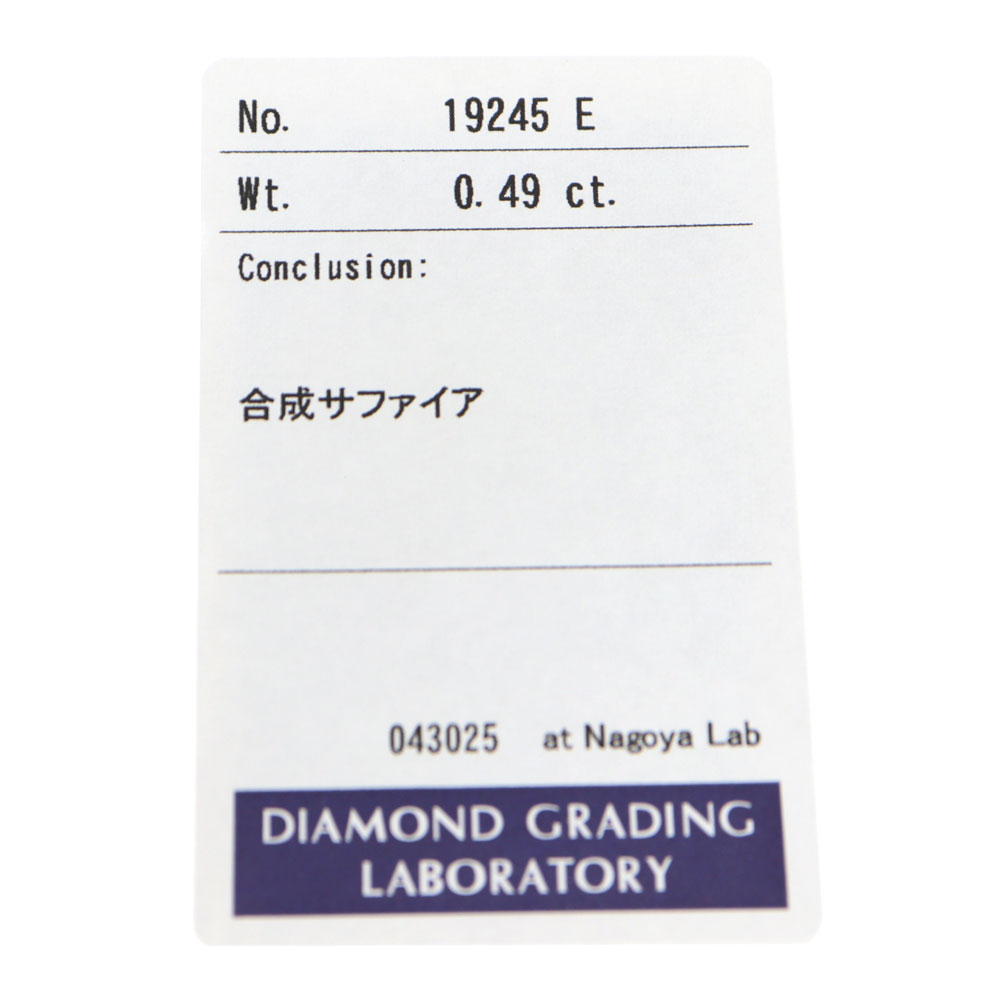 No. 19245 E
Wt. 0.49 ct.
Conclusion:
合成サファイア
043025 at Nagoya Lab
DIAMOND GRADING
LABORATORY